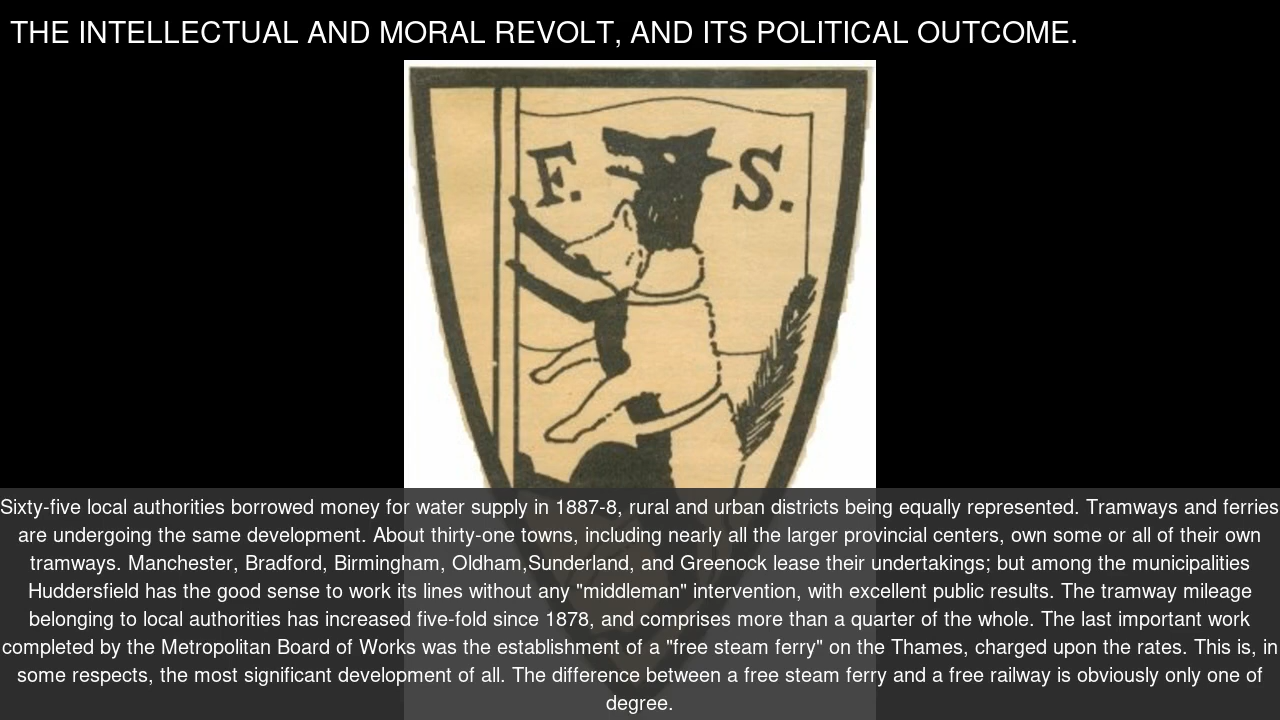 THE INTELLECTUAL AND MORAL REVOLT, AND ITS POLITICAL OUTCOME.
F. S.
Sixty-five local authorities borrowed money for water supply in 1887-8, rural and urban districts being equally represented. Tramways and ferries
are undergoing the same development. About thirty-one towns, including nearly all the larger provincial centers, own some or all of their own
tramways. Manchester, Bradford, Birmingham, Oldham,Sunderland, and Greenock lease their undertakings; but among the municipalities
Huddersfield has the good sense to work its lines without any "middleman" intervention, with excellent public results. The tramway mileage
belonging to local authorities has increased five-fold since 1878, and comprises more than a quarter of the whole. The last important work
completed by the Metropolitan Board of Works was the establishment of a "free steam ferry" on the Thames, charged upon the rates. This is, in
some respects, the most significant development of all. The difference between a free steam ferry and a free railway is obviously only one of
degree.